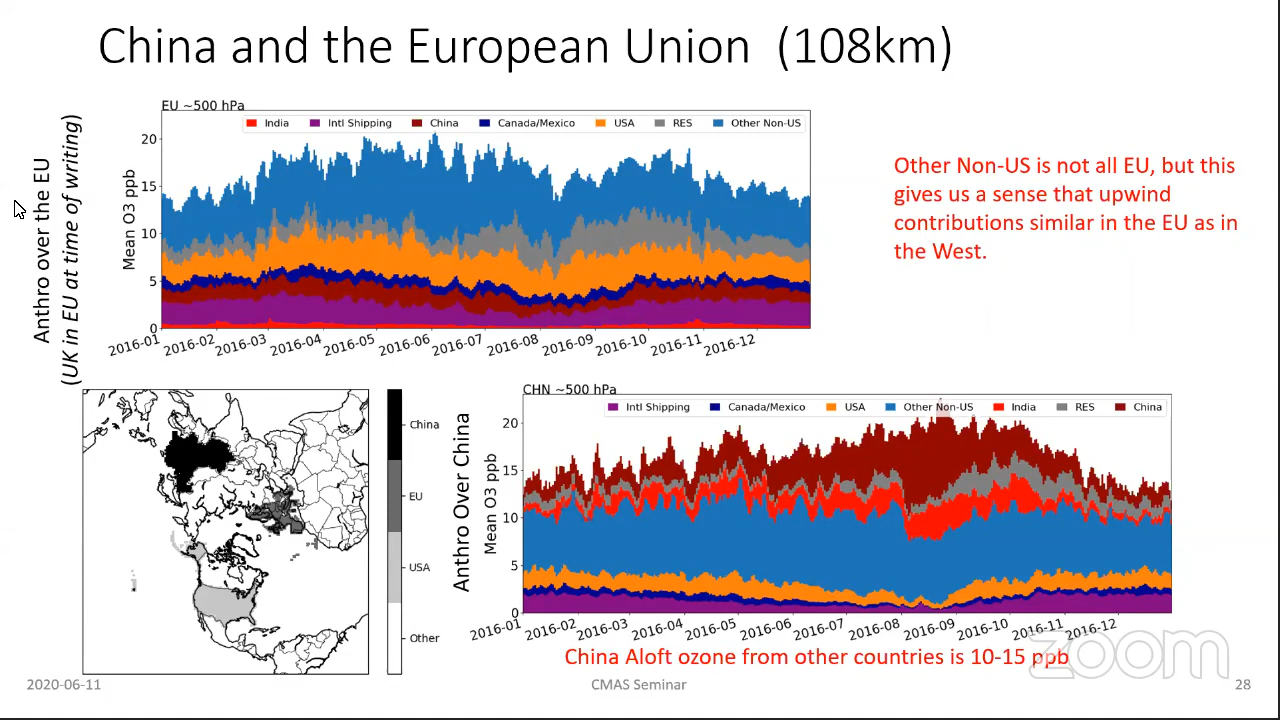 China and the European Union (108km)
Anthro over the EU
(UK in EU at time of writing)
EU ~500 hPa
India Intl Shipping China Canada/Mexico USA RES Other Non-US
Mean O3 ppb
20
15
10
5
0
2016-01 2016-02 2016-03 2016-04 2016-05 2016-06 2016-07 2016-08 2016-09 2016-10 2016-11 2016-12
Other Non-US is not all EU, but this
gives us a sense that upwind
contributions similar in the EU as in
the West.
China
EU
USA
Other
Anthro Over China
CHN ~500 hPa
Intl Shipping Canada/Mexico USA Other Non-US India RES China
Mean O3 ppb
20
15
10
5
0
2016-01 2016-02 2016-03 2016-04 2016-05 2016-06 2016-07 2016-08 2016-09 2016-10 2016-11 2016-12
China Aloft ozone from other countries is 10-15 ppb
zoom
2020-06-11 CMAS Seminar 28